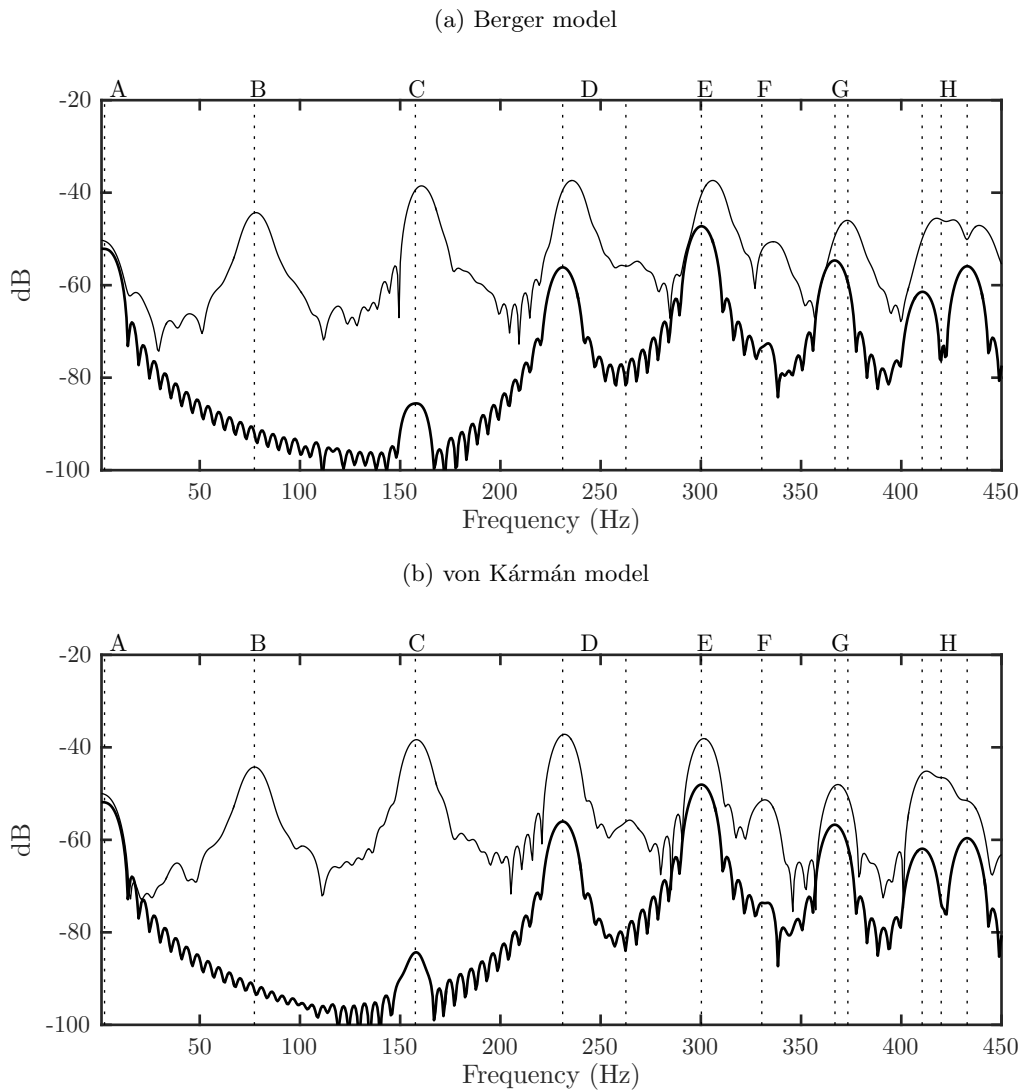 (a) Berger model
A B C D E F G H
-20
-40
-60
-80
-100
dB
50 100 150 200 250 300 350 400 450
Frequency (Hz)
(b) von Kármán model
A B C D E F G H
-20
-40
-60
-80
-100
dB
50 100 150 200 250 300 350 400 450
Frequency (Hz)